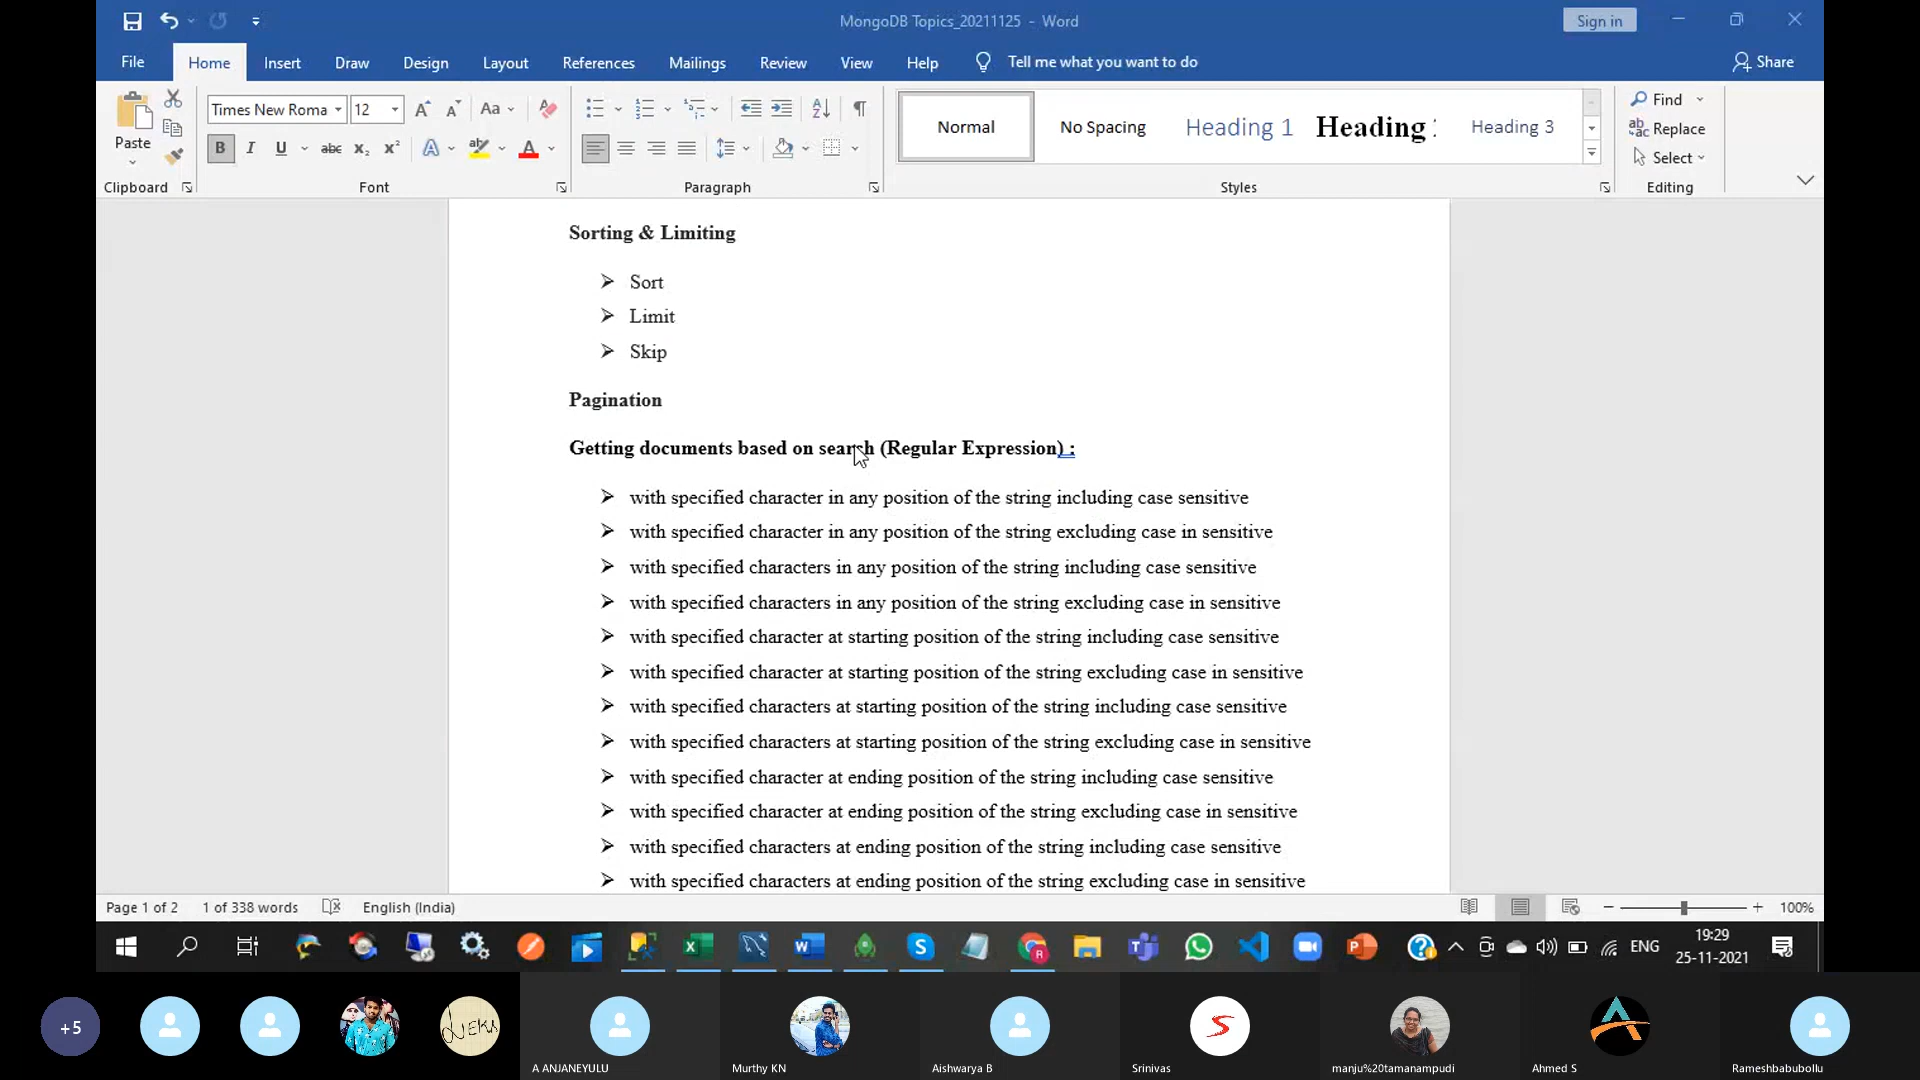 MongoDB Topics_20211125 - Word
Sign in
File Home Insert Draw Design Layout References Mailings Review View Help Tell me what you want to do Share
Paste
Times New Roma 12
Aa
Clipboard Font Paragraph Styles Editing
Normal No Spacing Heading 1 Heading Heading 3
Find
Replace
Select
Sorting & Limiting
Sort
Limit
Skip
Pagination
Getting documents based on search (Regular Expression) :
with specified character in any position of the string including case sensitive
with specified character in any position of the string excluding case in sensitive
with specified characters in any position of the string including case sensitive
with specified characters in any position of the string excluding case in sensitive
with specified character at starting position of the string including case sensitive
with specified character at starting position of the string excluding case in sensitive
with specified characters at starting position of the string including case sensitive
with specified characters at starting position of the string excluding case in sensitive
with specified character at ending position of the string including case sensitive
with specified character at ending position of the string excluding case in sensitive
with specified characters at ending position of the string including case sensitive
with specified characters at ending position of the string excluding case in sensitive
Page 1 of 2 1 of 338 words English (India) 100%
ENG
19:29
25-11-2021
+5
A ANJANEYULU Murthy KN Aishwarya B Srinivas manju%20tamanampudi Ahmed S Rameshbabubollu